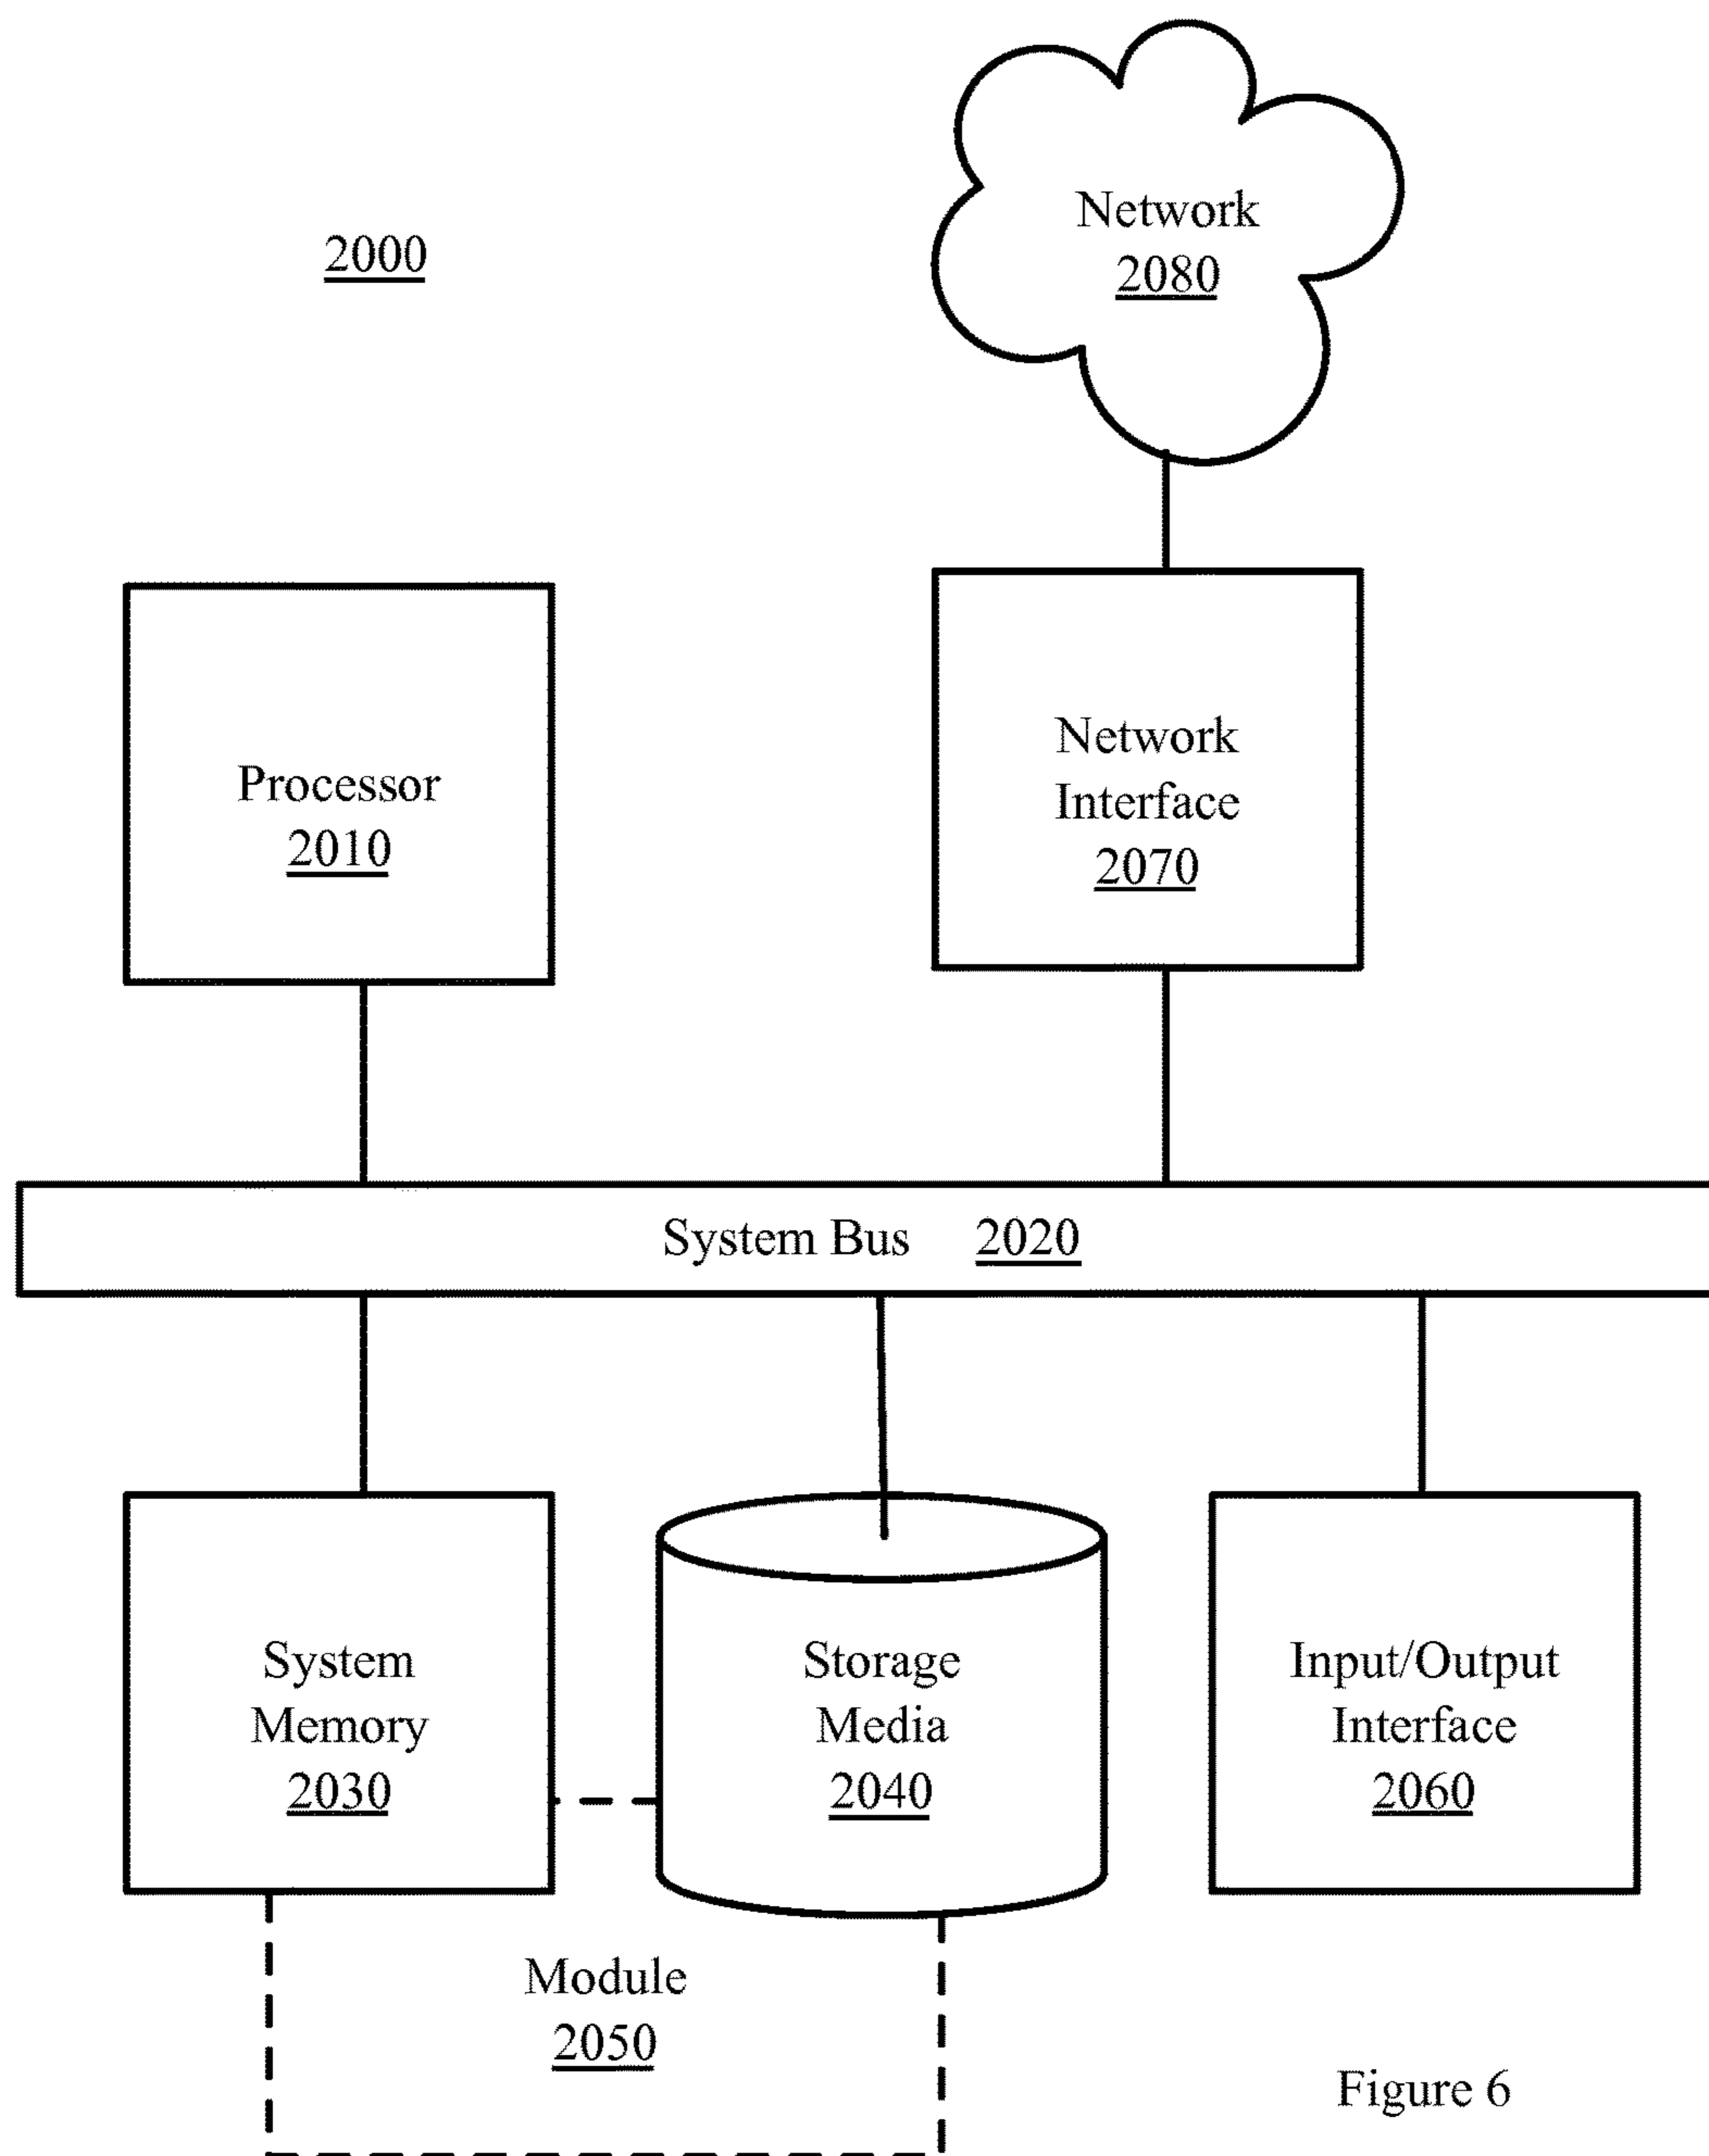 2000
Network
2080
Processor
2010
Network
Interface
2070
System Bus 2020
System
Memory
2030
Storage
Media
2040
Input/Output
Interface
2060
Module
2050
Figure 6